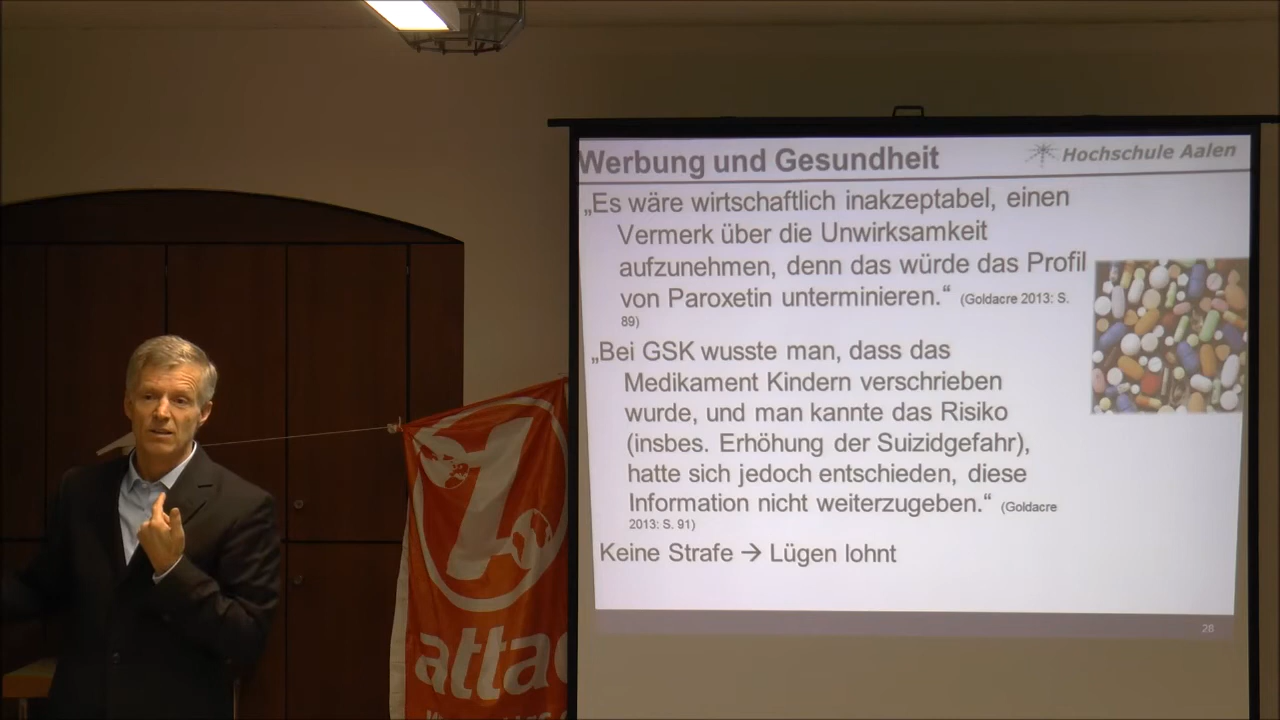 Werbung und Gesundheit
Hochschule Aalen
„Es wäre wirtschaftlich inakzeptabel, einen
Vermerk über die Unwirksamkeit
aufzunehmen, denn das würde das Profil
von Paroxetin unterminieren.“ (Goldacre 2013: S.
89)
„Bei GSK wusste man, dass das
Medikament Kindern verschrieben
wurde, und man kannte das Risiko
(insbes. Erhöhung der Suizidgefahr),
hatte sich jedoch entschieden, diese
Information nicht weiterzugeben.“ (Goldacre
2013: S. 91)
Keine Strafe → Lügen lohnt
28
attac